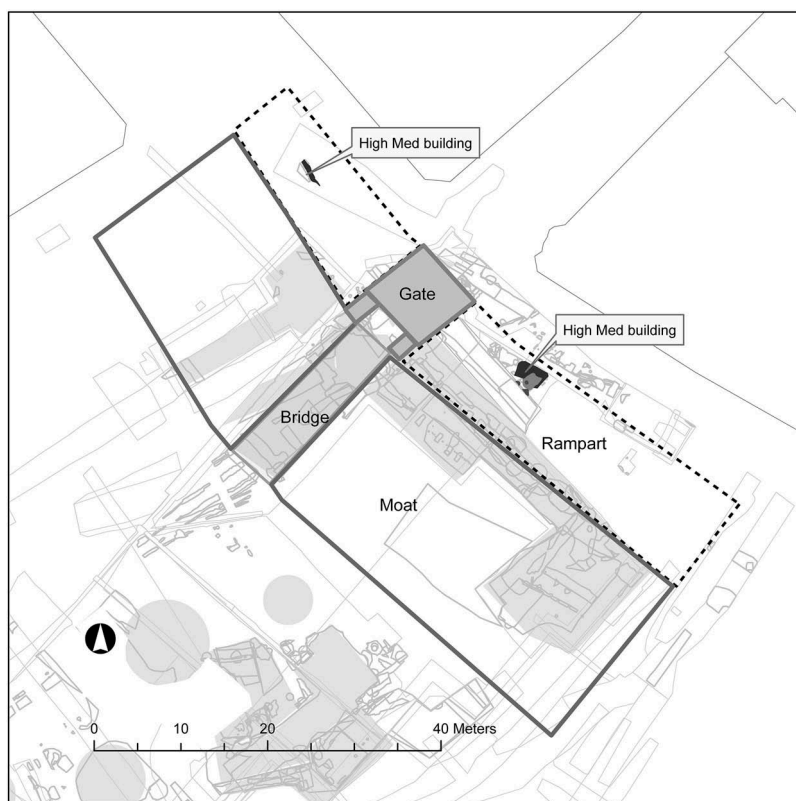 High Med building
Gate
High Med building
Bridge
Rampart
Moat
0 10 20 40 Meters